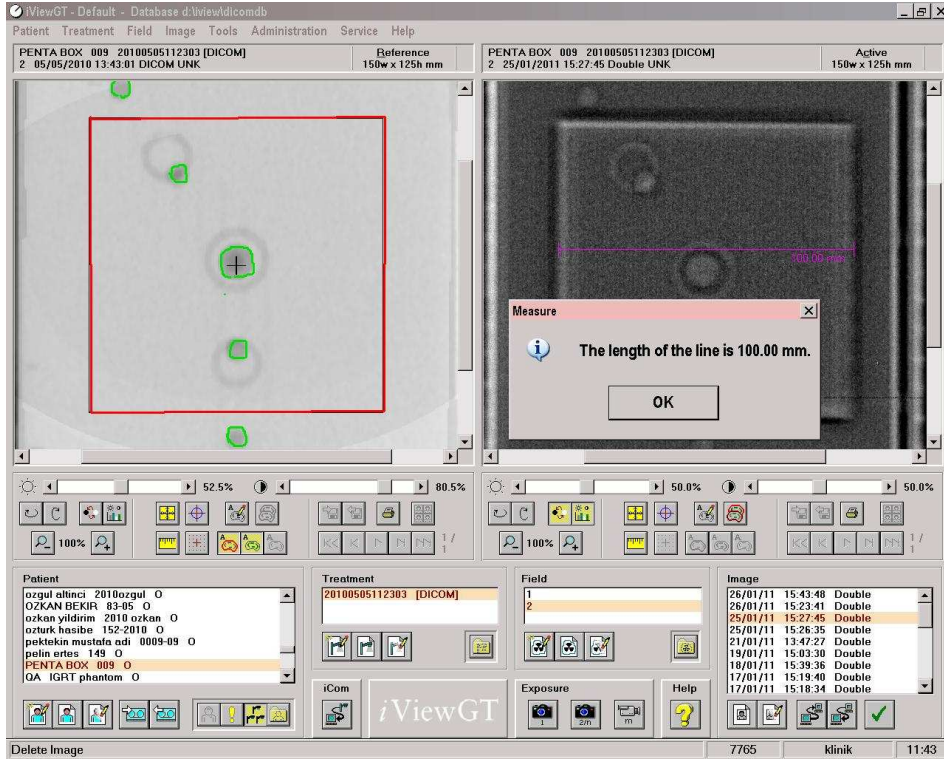 iViewGT - Default - Database d:\iview\dicomdb
Patient Treatment Field Image Tools Administration Service Help
PENTA BOX 009 20100505112303 [DICOM]
2 05/05/2010 13:43:01 DICOM UNK
Reference
150w x 125h mm
PENTA BOX 009 20100505112303 [DICOM]
2 25/01/2011 15:27:45 Double UNK
Active
150w x 125h mm
100.00 mm
Measure
The length of the line is 100.00 mm.
OK
52.5% 80.5%
50.0% 50.0%
100% 1 / 1
100% 1 / 1
Patient
ozgul altinci 2010ozgul O
OZKAN BEKIR 83-05 O
ozkan yildirim 2010 ozkan O
ozturk hasibe 152-2010 O
pektekin mustafa adi 0009-09 O
pelin ertes 149 O
PENTA BOX 009 O
QA IGRT phantom O
Treatment
20100505112303 [DICOM]
Field
1
2
Image
26/01/11 15:43:48 Double
26/01/11 15:23:41 Double
25/01/11 15:27:45 Double
25/01/11 15:26:35 Double
21/01/11 13:47:27 Double
19/01/11 15:03:30 Double
18/01/11 15:39:36 Double
17/01/11 15:19:40 Double
17/01/11 15:18:34 Double
iCom
iViewGT
Exposure
1 2/n m
Help
Delete Image
7765 klinik 11:43